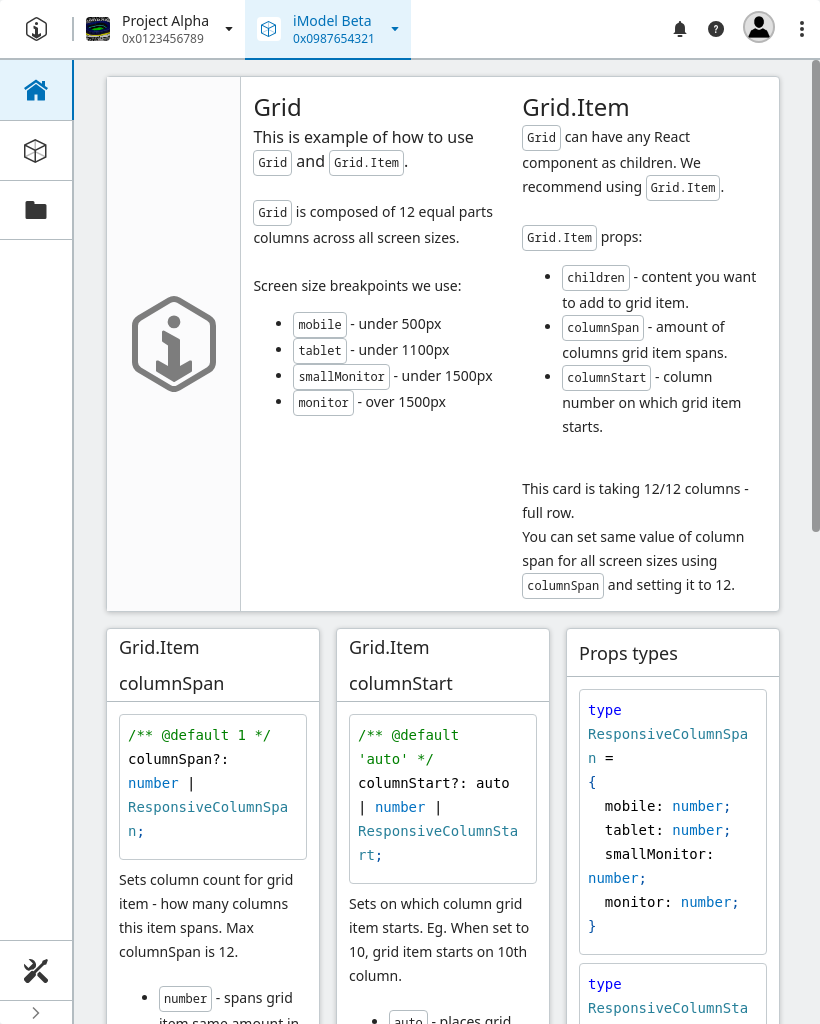 Project Alpha
0x0123456789
iModel Beta
0x0987654321
Grid
This is example of how to use
Grid and Grid.Item.
Grid is composed of 12 equal parts
columns across all screen sizes.
Screen size breakpoints we use:
mobile - under 500px
tablet - under 1100px
smallMonitor - under 1500px
monitor - over 1500px
Grid.Item
Grid can have any React
component as children. We
recommend using Grid.Item.
Grid.Item props:
children - content you want
to add to grid item.
columnSpan - amount of
columns grid item spans.
columnStart - column
number on which grid item
starts.
This card is taking 12/12 columns -
full row.
You can set same value of column
span for all screen sizes using
columnSpan and setting it to 12.
Grid.Item
columnSpan
/** @default 1 */
columnSpan?:
number |
ResponsiveColumnSpa
n;
Sets column count for grid
item - how many columns
this item spans. Max
columnSpan is 12.
number - spans grid
item same amount in
Grid.Item
columnStart
/** @default
'auto' */
columnStart?: auto
| number |
ResponsiveColumnSta
rt;
Sets on which column grid
item starts. Eg. When set to
10, grid item starts on 10th
column.
auto - places grid
Props types
type
ResponsiveColumnSpa
n =
{
mobile: number;
tablet: number;
smallMonitor:
number;
monitor: number;
}
type
ResponsiveColumnSta